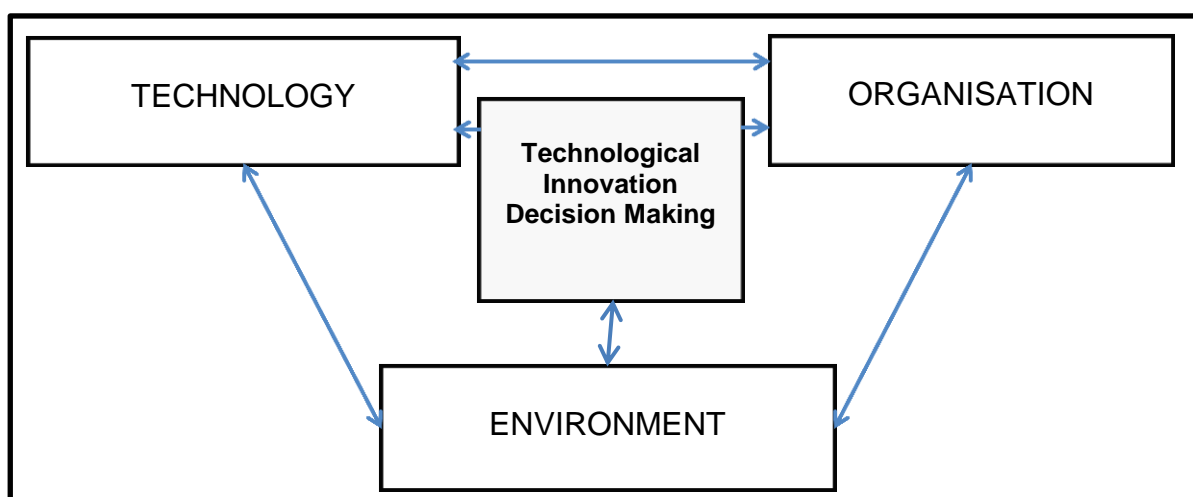 TECHNOLOGY
ORGANISATION
Technological
Innovation
Decision Making
ENVIRONMENT